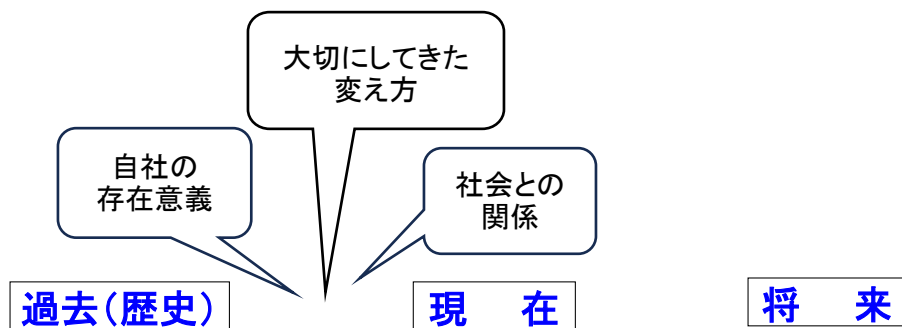 大切にしてきた
変え方
自社の
存在意義
社会との
関係
過去(歴史)
現　在
将　来